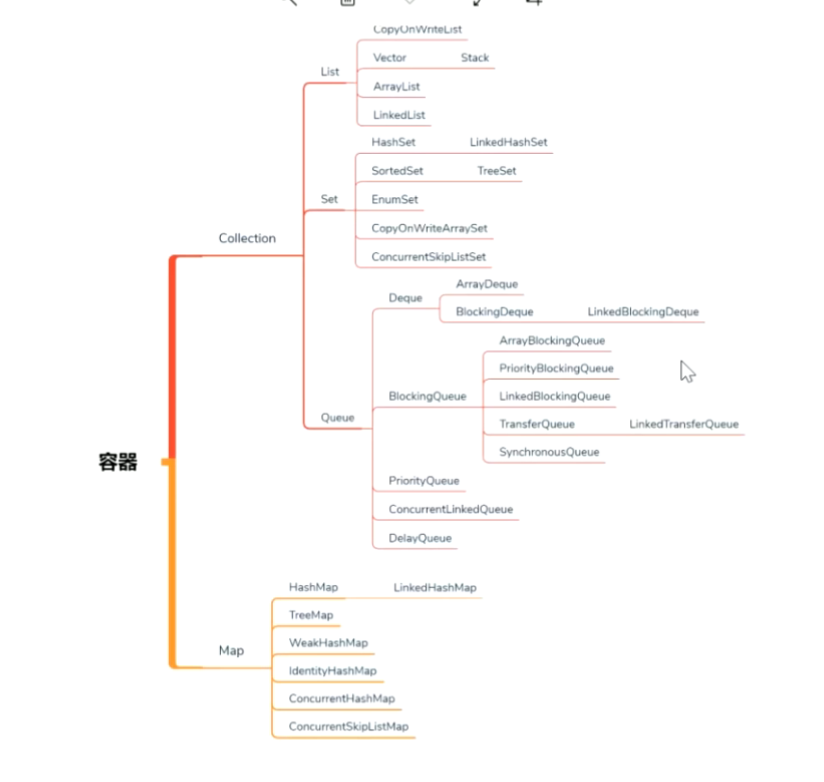 CopyOnWriteList
Vector Stack
List
ArrayList
LinkedList
HashSet LinkedHashSet
SortedSet TreeSet
Set EnumSet
CopyOnWriteArraySet
Collection
ConcurrentSkipListSet
ArrayDeque
Deque
BlockingDeque LinkedBlockingDeque
ArrayBlockingQueue
PriorityBlockingQueue
BlockingQueue LinkedBlockingQueue
Queue
TransferQueue LinkedTransferQueue
SynchronousQueue
容器
PriorityQueue
ConcurrentLinkedQueue
DelayQueue
HashMap LinkedHashMap
TreeMap
WeakHashMap
Map
IdentityHashMap
ConcurrentHashMap
ConcurrentSkipListMap